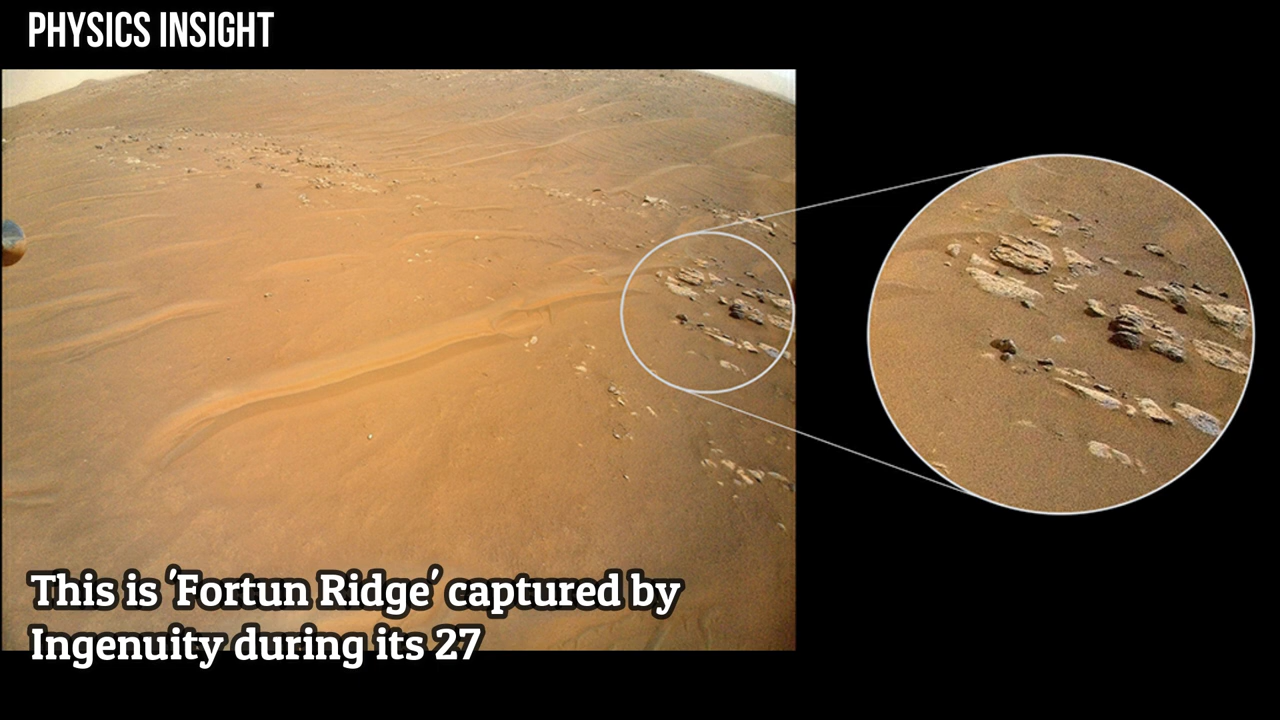 PHYSICS INSIGHT
This is 'Fortun Ridge' captured by
Ingenuity during its 27